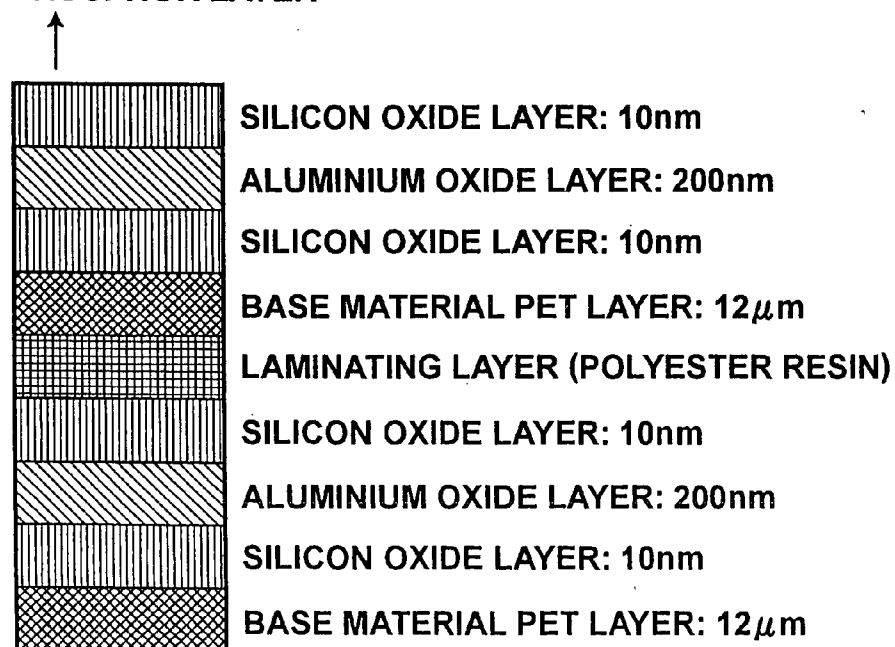 LAYER
SILICON OXIDE LAYER: 10nm
ALUMINIUM OXIDE LAYER: 200nm
SILICON OXIDE LAYER: 10nm
BASE MATERIAL PET LAYER: 12μm
LAMINATING LAYER (POLYESTER RESIN)
SILICON OXIDE LAYER: 10nm
ALUMINIUM OXIDE LAYER: 200nm
SILICON OXIDE LAYER: 10nm
BASE MATERIAL PET LAYER: 12μm